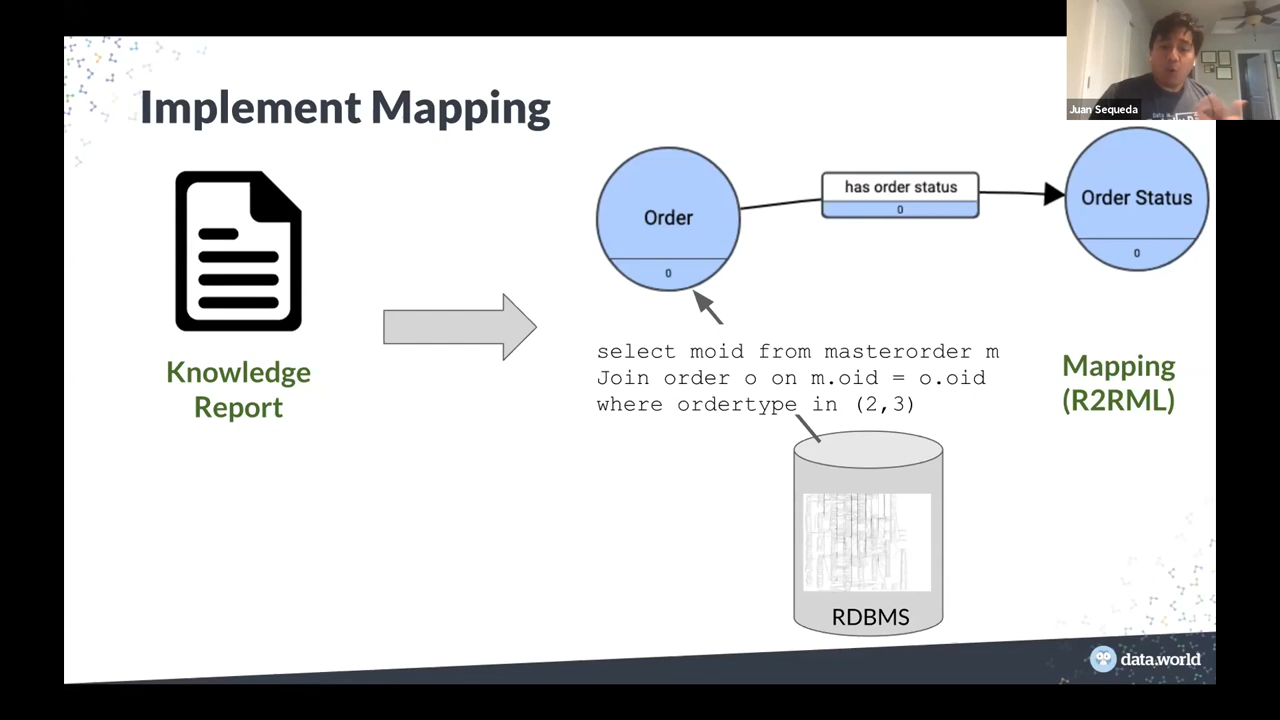 Juan Sequeda
Implement Mapping
Order
0
has order status
0
Order Status
0
Knowledge
Report
select moid from masterorder m
Join order o on m.oid = o.oid
where ordertype in (2,3)
Mapping
(R2RML)
RDBMS
data.world